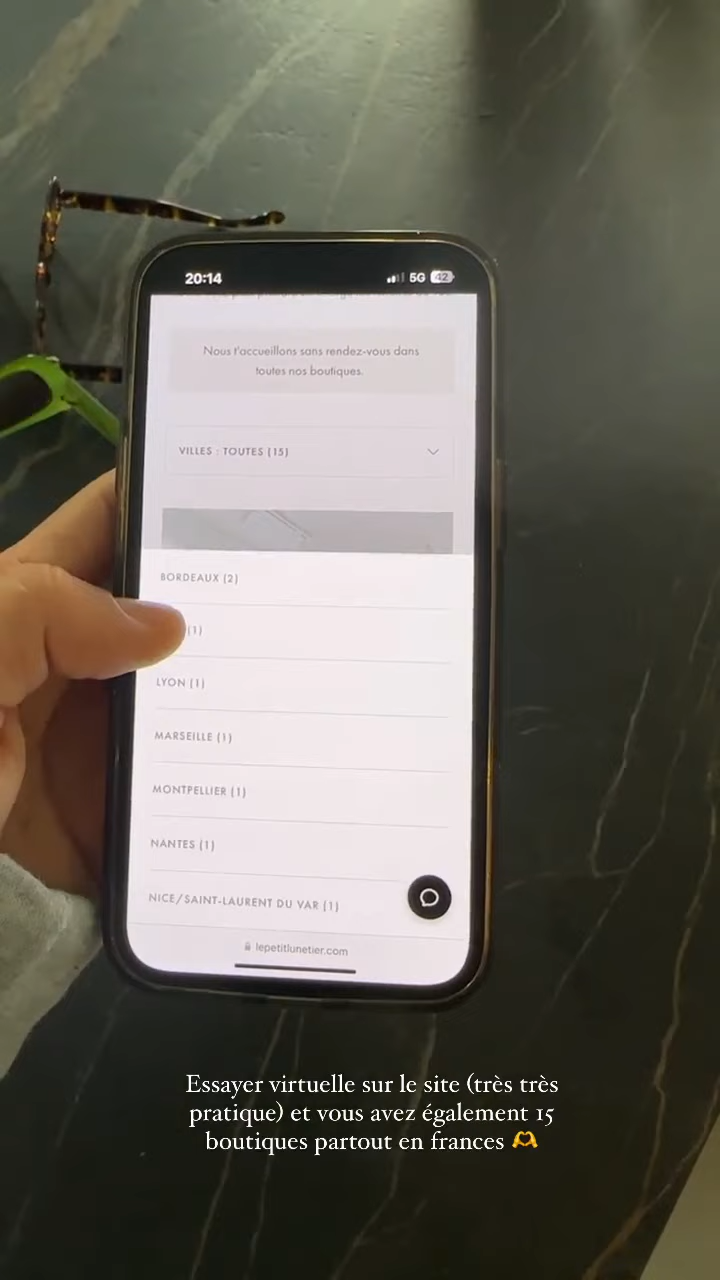 20:14
5G 42
Nous t'accueillons sans rendez-vous dans
toutes nos boutiques.
VILLES : TOUTES (15)
BORDEAUX (2)
(1)
LYON (1)
MARSEILLE (1)
MONTPELLIER (1)
NANTES (1)
NICE/SAINT-LAURENT DU VAR (1)
lepetitlunetier.com
Essayer virtuelle sur le site (très très
pratique) et vous avez également 15
boutiques partout en frances 🫶